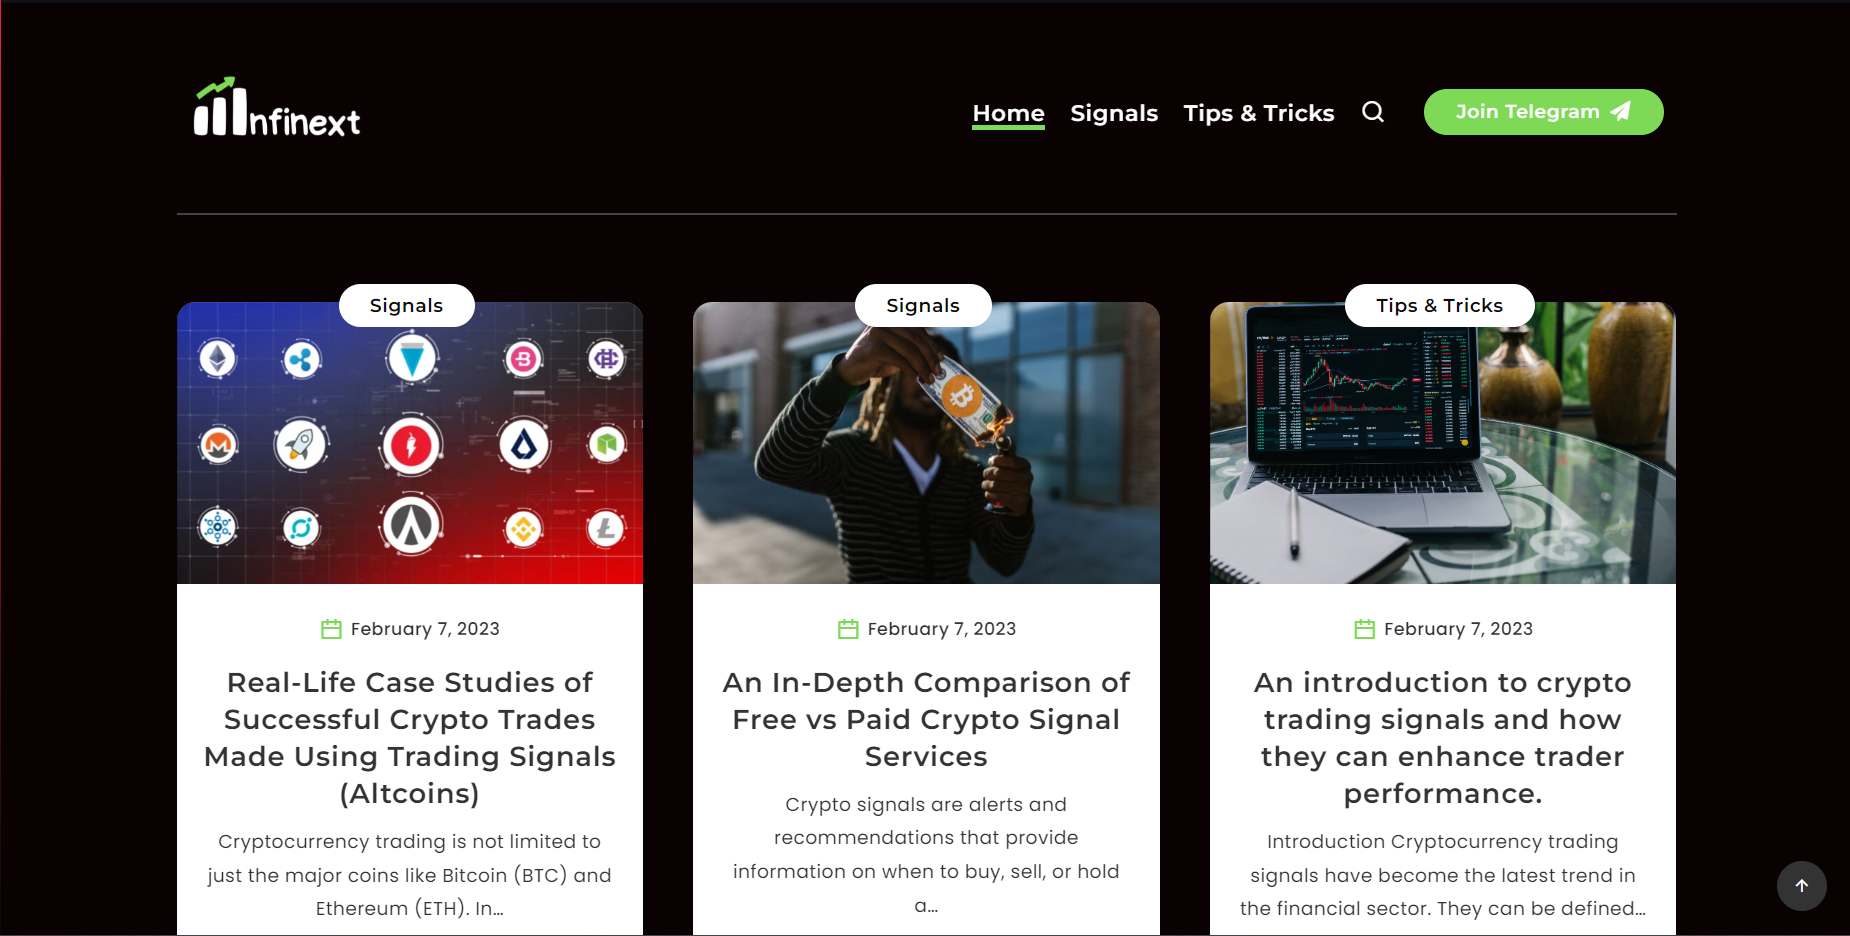 nfinext
Home Signals Tips & Tricks Join Telegram
Signals
Signals
Tips & Tricks
February 7, 2023
Real-Life Case Studies of
Successful Crypto Trades
Made Using Trading Signals
(Altcoins)
Cryptocurrency trading is not limited to
just the major coins like Bitcoin (BTC) and
Ethereum (ETH). In...
February 7, 2023
An In-Depth Comparison of
Free vs Paid Crypto Signal
Services
Crypto signals are alerts and
recommendations that provide
information on when to buy, sell, or hold
a...
February 7, 2023
An introduction to crypto
trading signals and how
they can enhance trader
performance.
Introduction Cryptocurrency trading
signals have become the latest trend in
the financial sector. They can be defined...